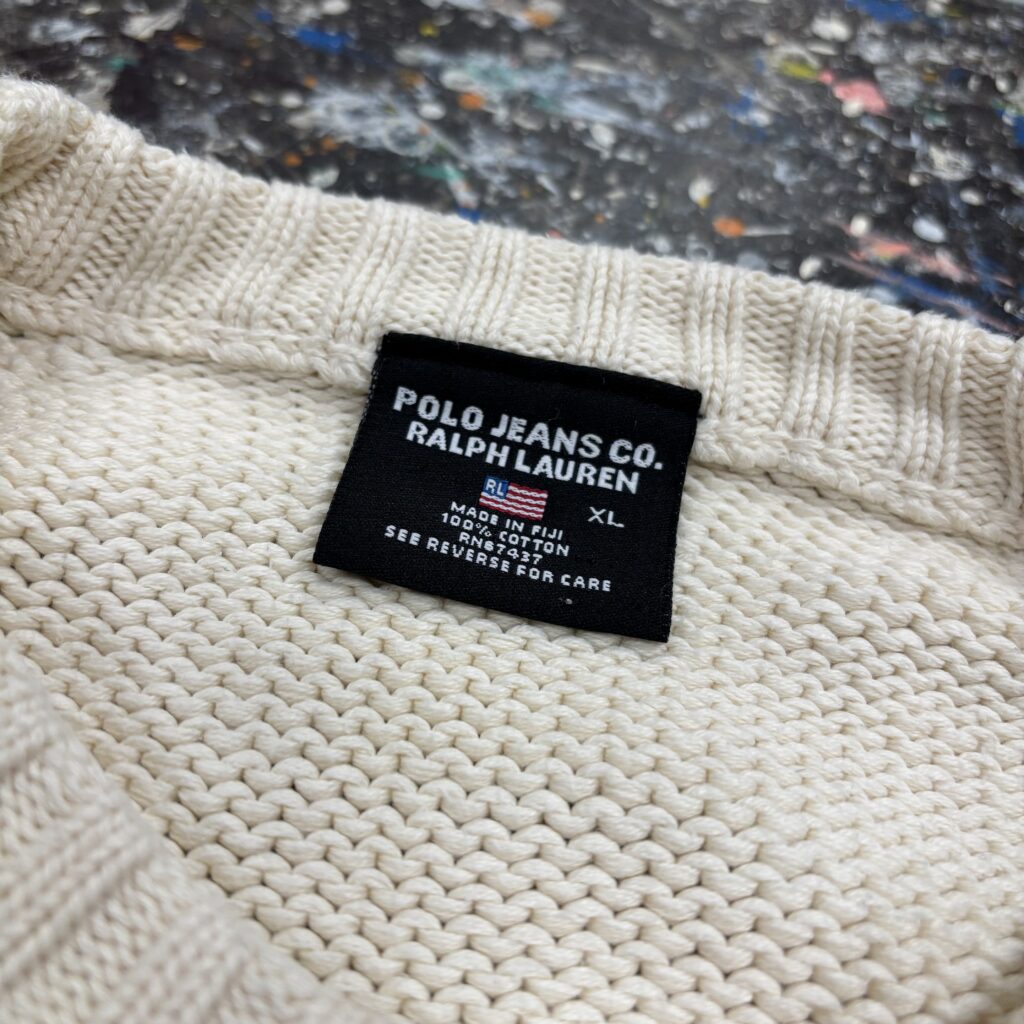 POLO JEANS CO.
RALPH LAUREN
RL
XL
MADE IN FIJI
100% COTTON
RN67437
SEE REVERSE FOR CARE